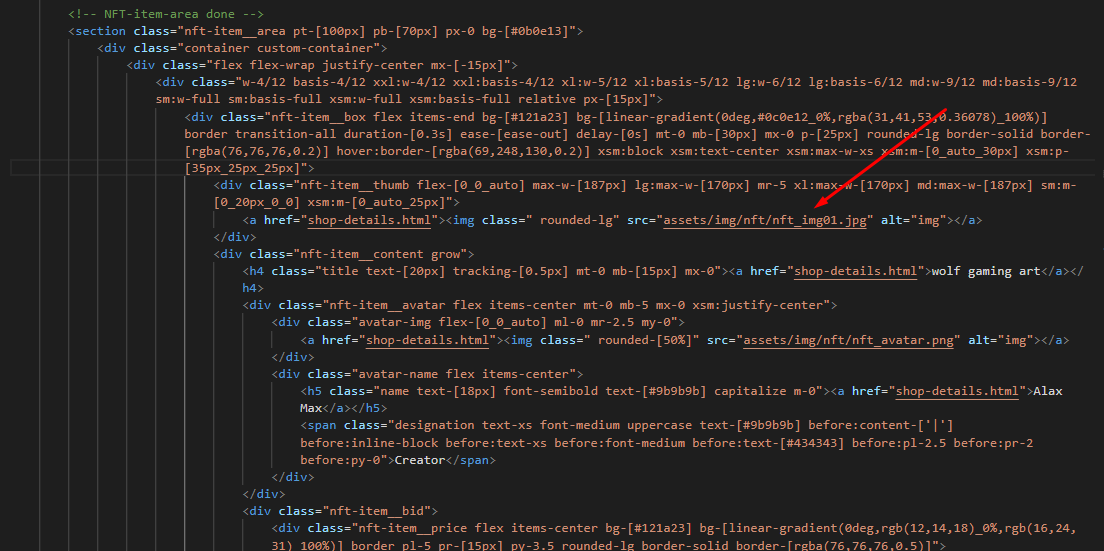 <!-- NFT-item-area done -->
<section class="nft-item__area pt-[100px] pb-[70px] px-0 bg-[#0b0e13]">
<div class="container custom-container">
<div class="flex flex-wrap justify-center mx-[-15px]">
<div class="w-4/12 basis-4/12 xxl:w-4/12 xxl:basis-4/12 xl:w-5/12 xl:basis-5/12 lg:w-6/12 lg:basis-6/12 md:w-9/12 md:basis-9/12
sm:w-full sm:basis-full xsm:w-full xsm:basis-full relative px-[15px]">
<div class="nft-item__box flex items-end bg-[#121a23] bg-[linear-gradient(0deg,#0c0e12_0%,rgba(31,41,53,0.36078)_100%)]
border transition-all duration-[0.3s] ease-[ease-out] delay-[0s] mt-0 mb-[30px] mx-0 p-[25px] rounded-lg border-solid border-
[rgba(76,76,76,0.2)] hover:border-[rgba(69,248,130,0.2)] xsm:block xsm:text-center xsm:max-w-xs xsm:m-[0_auto_30px] xsm:p-
[35px_25px_25px]">
<div class="nft-item__thumb flex-[0_0_auto] max-w-[187px] lg:max-w-[170px] mr-5 xl:max-w-[170px] md:max-w-[187px] sm:m-
[0_20px_0_0] xsm:m-[0_auto_25px]">
<a href="shop-details.html"><img class=" rounded-lg" src="assets/img/nft/nft_img01.jpg" alt="img"></a>
</div>
<div class="nft-item__content grow">
<h4 class="title text-[20px] tracking-[0.5px] mt-0 mb-[15px] mx-0"><a href="shop-details.html">wolf gaming art</a></
h4>
<div class="nft-item__avatar flex items-center mt-0 mb-5 mx-0 xsm:justify-center">
<div class="avatar-img flex-[0_0_auto] ml-0 mr-2.5 my-0">
<a href="shop-details.html"><img class=" rounded-[50%]" src="assets/img/nft/nft_avatar.png" alt="img"></a>
</div>
<div class="avatar-name flex items-center">
<h5 class="name text-[18px] font-semibold text-[#9b9b9b] capitalize m-0"><a href="shop-details.html">Alax
Max</a></h5>
<span class="designation text-xs font-medium uppercase text-[#9b9b9b] before:content-['|']
before:inline-block before:text-xs before:font-medium before:text-[#434343] before:pl-2.5 before:pr-2
before:py-0">Creator</span>
</div>
</div>
<div class="nft-item__bid">
<div class="nft-item__price flex items-center bg-[#121a23] bg-[linear-gradient(0deg,rgb(12,14,18)_0%,rgb(16,24,
31)_100%)] border pl-5 pr-[15px] py-3.5 rounded-lg border-solid border-[rgba(76,76,76,0.5)]">